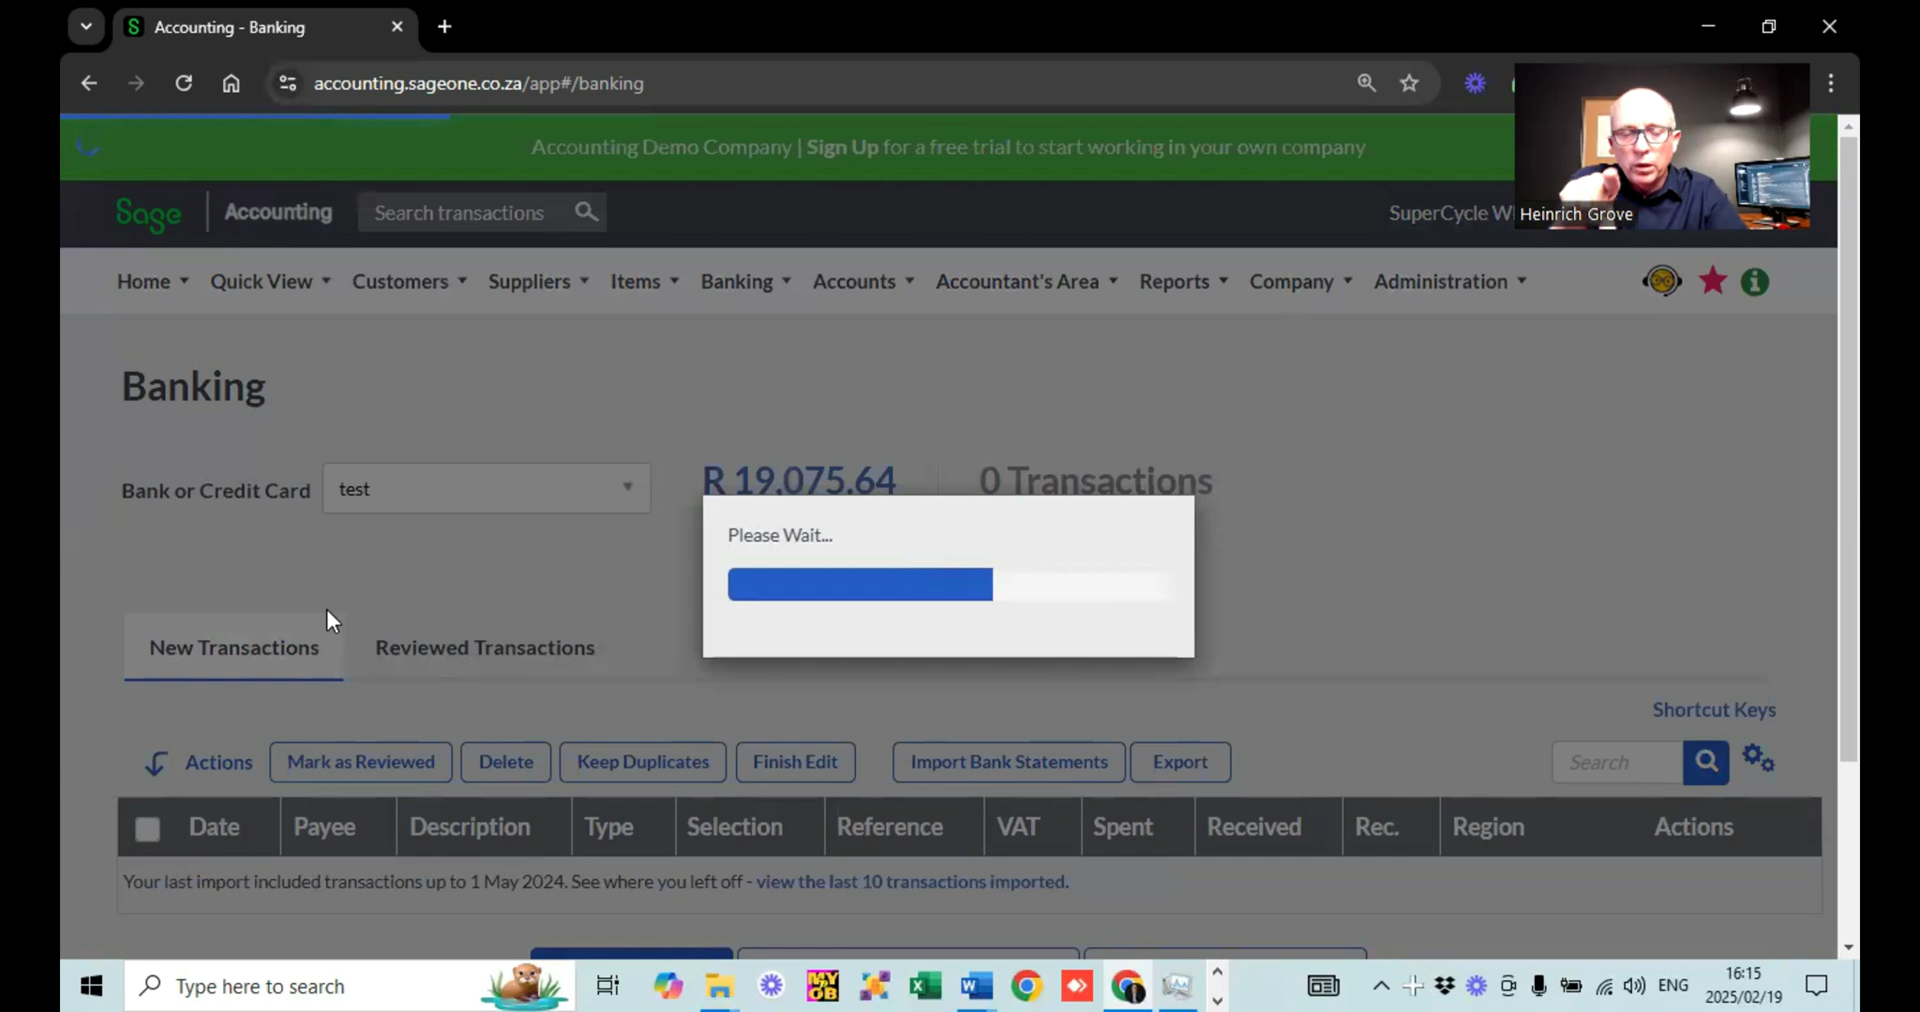 Accounting - Banking
accounting.sageone.co.za/app#/banking
Accounting Demo Company | Sign Up for a free trial to start working in your own company
Sage Accounting Search transactions SuperCycle
Heinrich Grove
Home Quick View Customers Suppliers Items Banking Accounts Accountant's Area Reports Company Administration
Banking
Bank or Credit Card test R 19,075.64 0 Transactions
Please Wait...
New Transactions Reviewed Transactions
Shortcut Keys
Actions Mark as Reviewed Delete Keep Duplicates Finish Edit Import Bank Statements Export Search
Date Payee Description Type Selection Reference VAT Spent Received Rec. Region Actions
Your last import included transactions up to 1 May 2024. See where you left off - view the last 10 transactions imported.
Type here to search MYOB ENG 16:15
2025/02/19